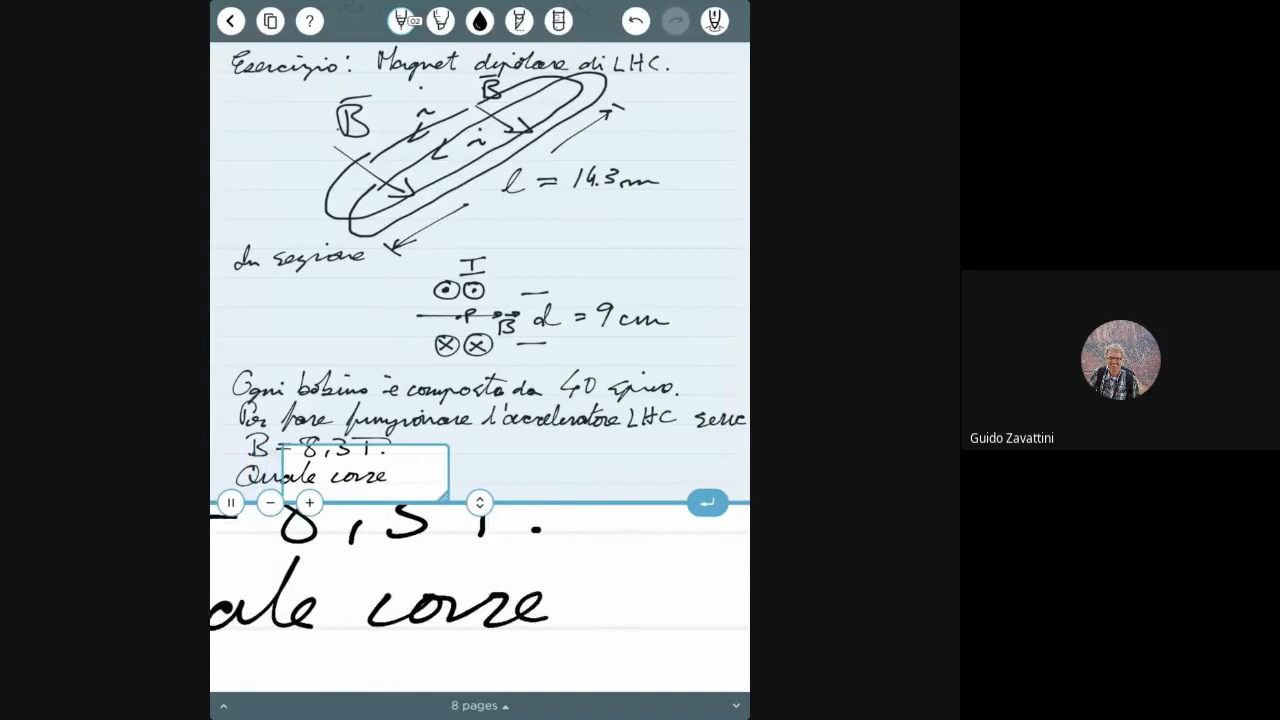 02
?
Esercizio: Magnet dipolare di LHC.
B
B
i
i
l = 14.3 m
In sezione
I
P
B
d = 9 cm
Ogni bobina è composta da 40 spire.
Per fare funzionare l'acceleratore LHC serve
B = 8,3 T.
Quale corre
- 8,3 T.
ale corre
8 pages
Guido Zavattini